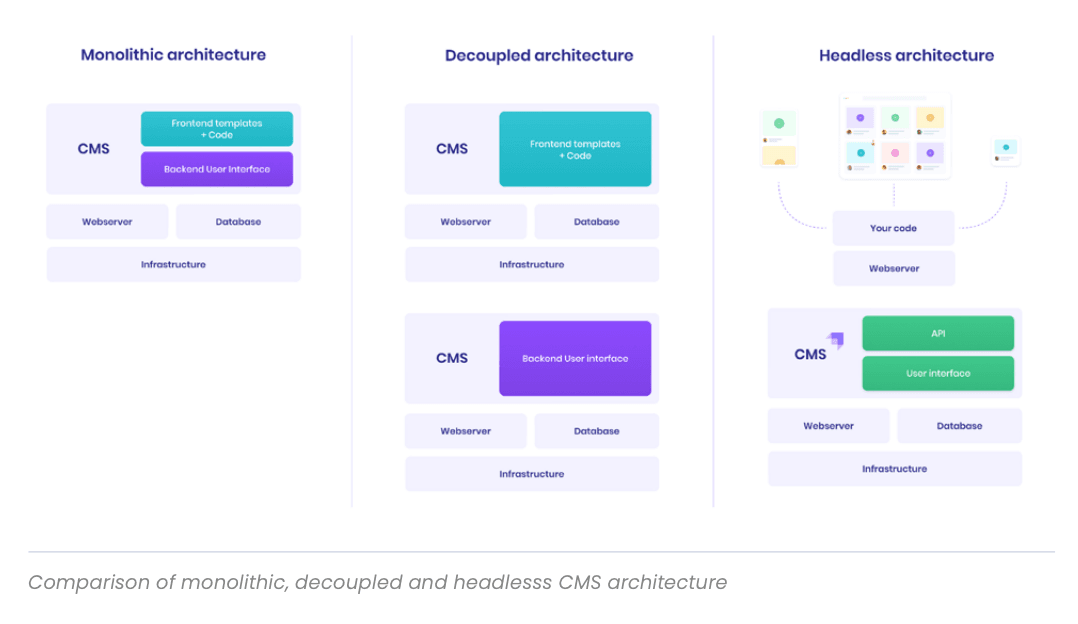 Monolithic architecture
CMS
Frontend templates
+ Code
Backend User Interface
Webserver
Database
Infrastructure
Decoupled architecture
CMS
Frontend templates
+ Code
Webserver
Database
Infrastructure
CMS
Backend User interface
Webserver
Database
Infrastructure
Headless architecture
Your code
Webserver
CMS
API
User interface
Webserver
Database
Infrastructure
Comparison of monolithic, decoupled and headlesss CMS architecture